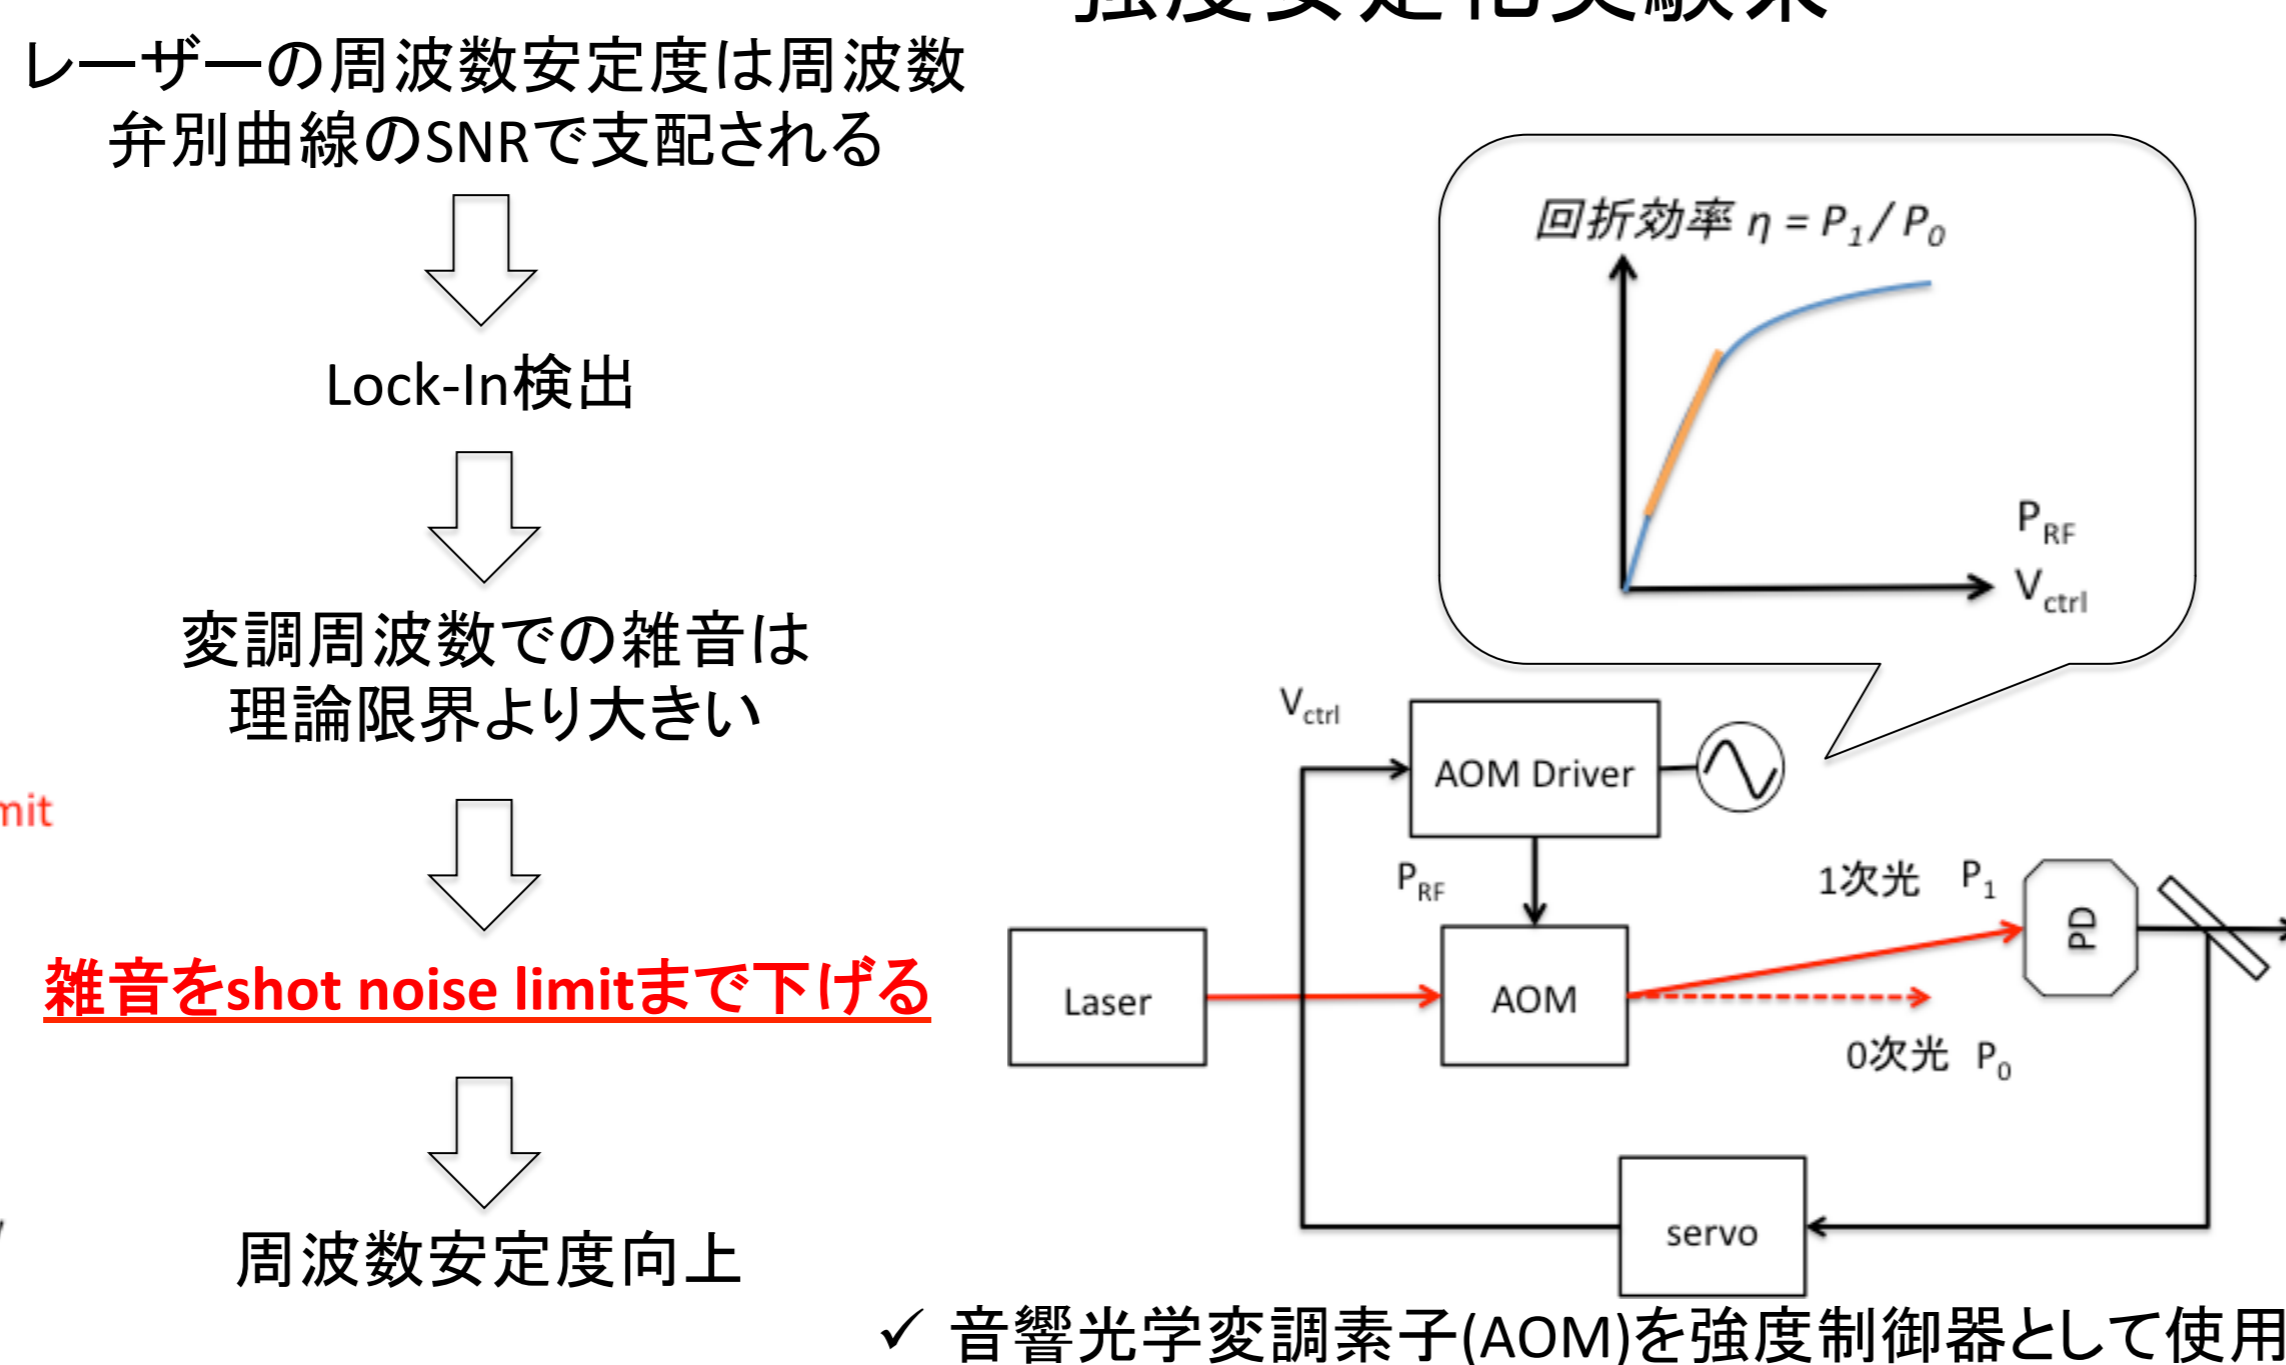 レーザーの周波数安定度は周波数
弁別曲線のSNRで支配される
Lock-In検出
変調周波数での雑音は
理論限界より大きい
雑音をshot noise limitまで下げる
周波数安定度向上
回折効率 η = P1 / P0
PRF
Vctrl
Vctrl
AOM Driver
PRF
1次光 P1
PD
Laser
AOM
0次光 P0
servo
✓ 音響光学変調素子(AOM)を強度制御器として使用